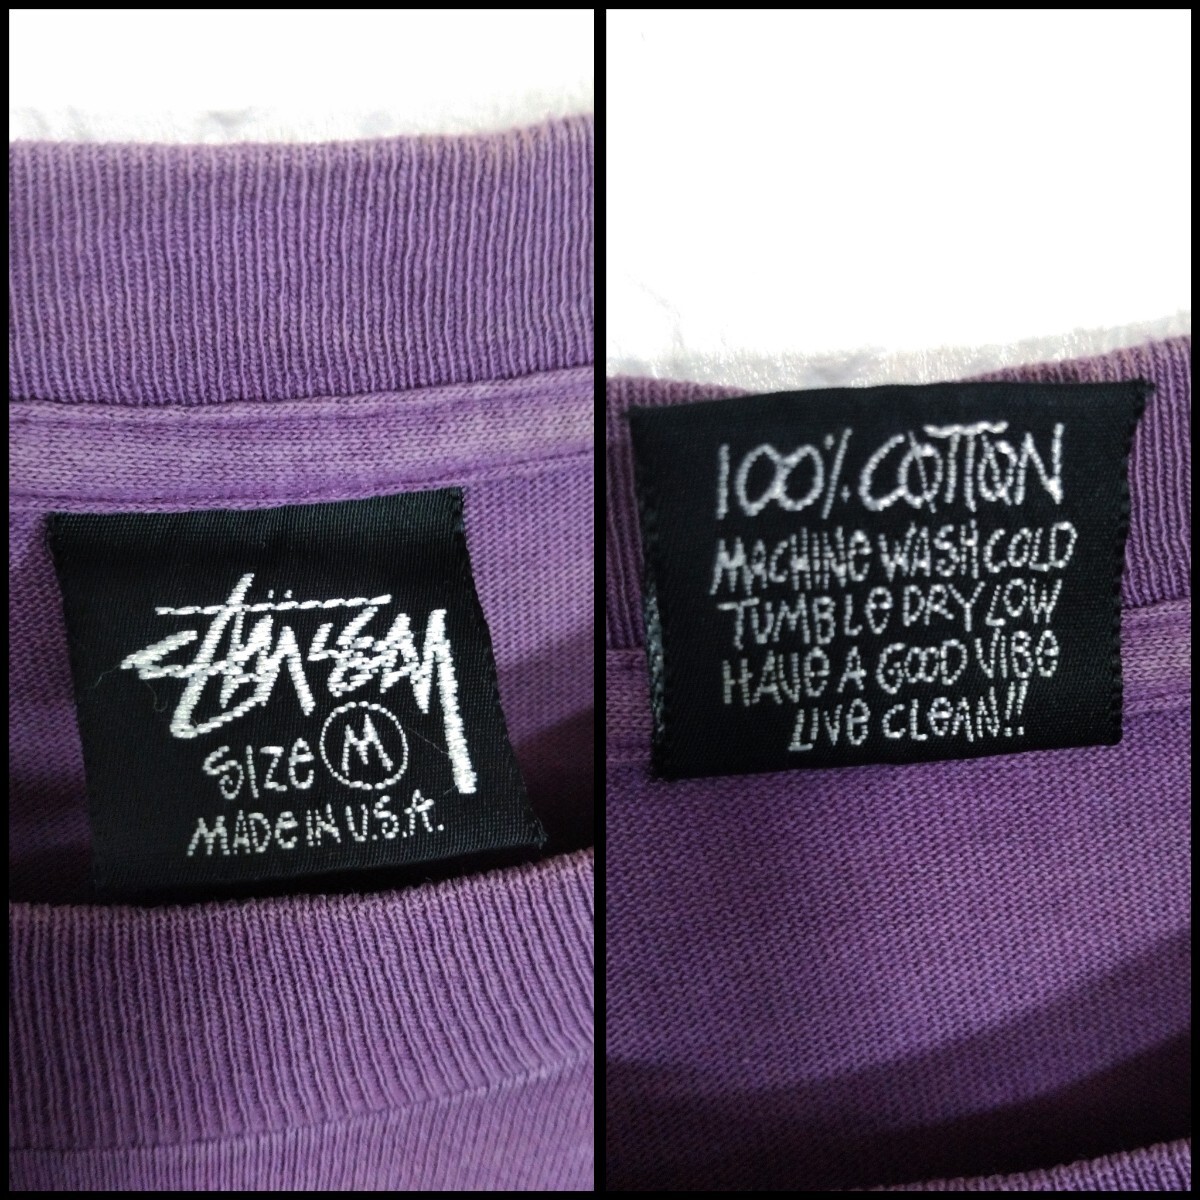 Stüssy
SIZE M
MADE IN U.S.A.
100% COTTON
MACHINE WASH COLD
TUMBLE DRY LOW
HAVE A GOOD VIBE
LIVE CLEAN!!